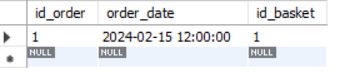 id_order order_date id_basket
1 2024-02-15 12:00:00 1
NULL NULL NULL